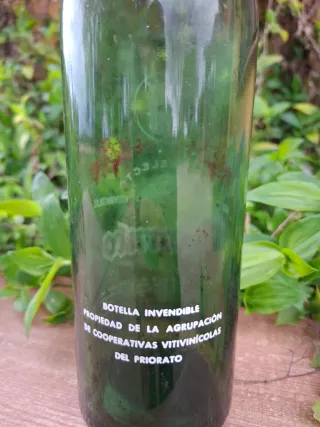 BOTELLA INVENDIBLE
PROPIEDAD DE LA AGRUPACIÓN
DE COOPERATIVAS VITIVINÍCOLAS
DEL PRIORATO